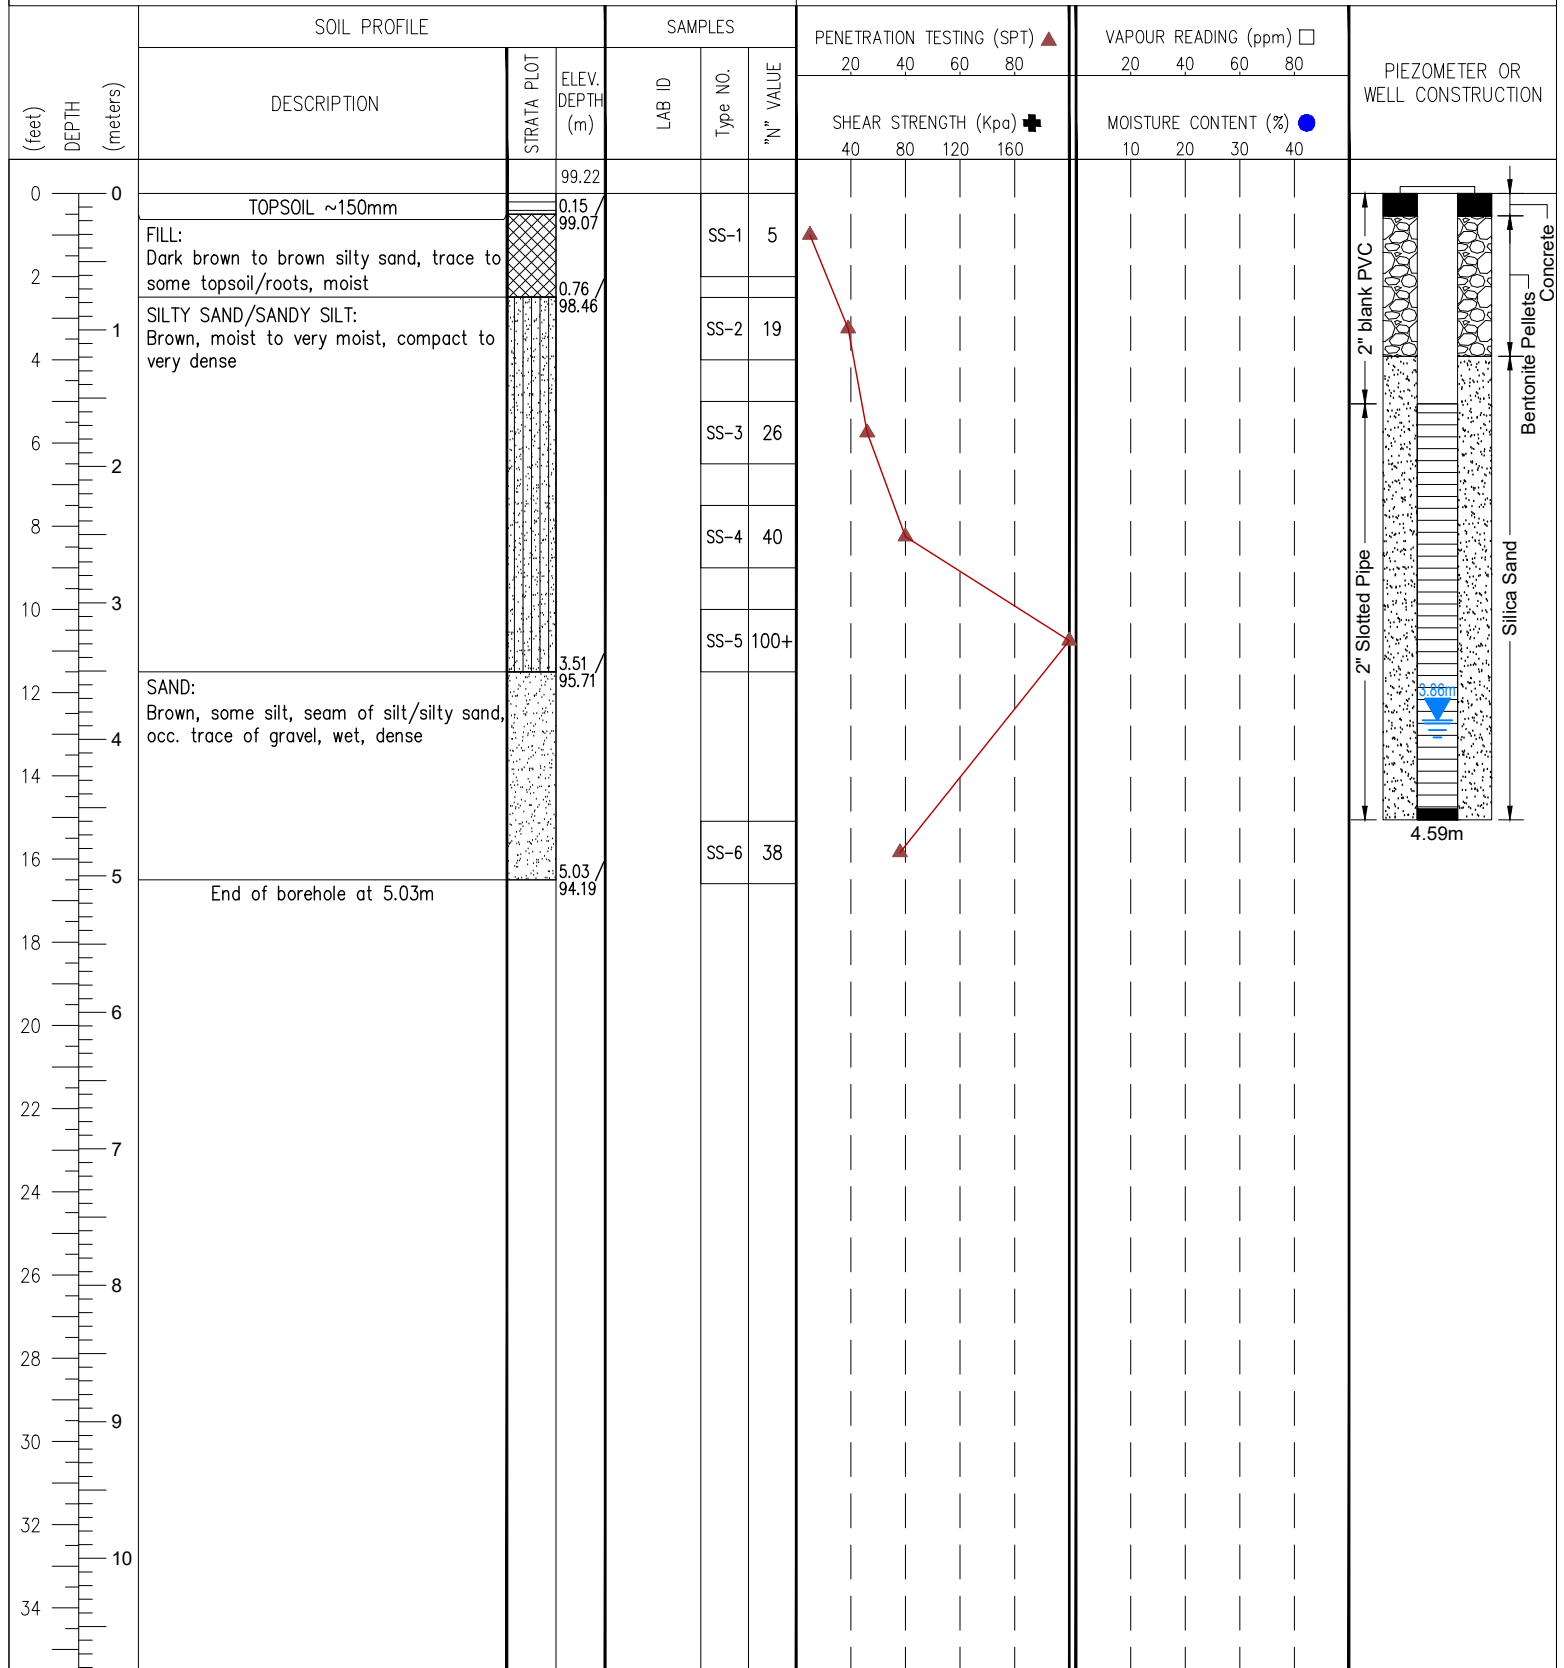 SOIL PROFILE
SAMPLES
PENETRATION TESTING (SPT)
20 40 60 80
SHEAR STRENGTH (Kpa)
40 80 120 160
VAPOUR READING (ppm)
20 40 60 80
MOISTURE CONTENT (%)
10 20 30 40
PIEZOMETER OR
WELL CONSTRUCTION
(feet)
DEPTH
(meters)
DESCRIPTION
STRATA PLOT
ELEV.
DEPTH
(m)
LAB ID
Type NO.
"N" VALUE
99.22
0 0
TOPSOIL ~150mm
0.15
99.07
FILL:
Dark brown to brown silty sand, trace to
some topsoil/roots, moist
SS-1 5
2
0.76
98.46
SILTY SAND/SANDY SILT:
Brown, moist to very moist, compact to
very dense
1
SS-2 19
4
SS-3 26
6
2
8
SS-4 40
10
3
SS-5 100+
3.51
95.71
12
SAND:
Brown, some silt, seam of silt/silty sand,
occ. trace of gravel, wet, dense
4
14
SS-6 38
16
5
5.03
94.19
End of borehole at 5.03m
18
6
20
22
7
24
26
8
28
9
30
32
10
34
2" blank PVC
2" Slotted Pipe
Concrete
Bentonite Pellets
Silica Sand
3.86m
4.59m